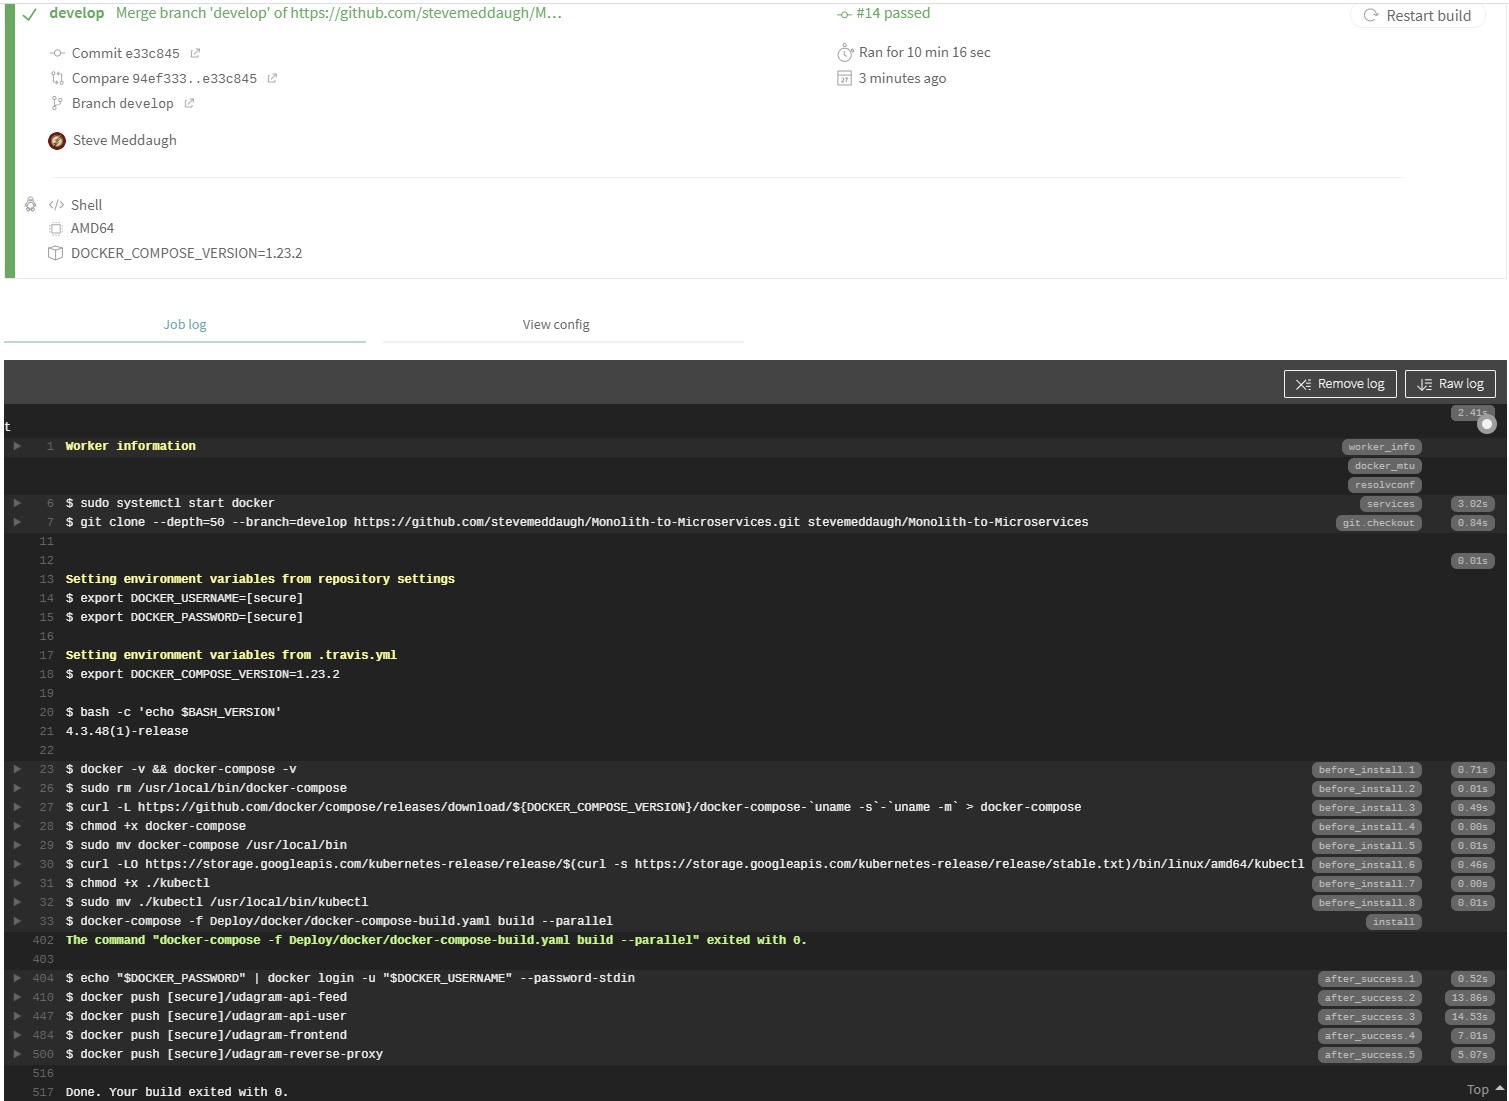 develop Merge branch 'develop' of https://github.com/stevemeddaugh/M…
#14 passed
Restart build
Commit e33c845
Ran for 10 min 16 sec
Compare 94ef333..e33c845
3 minutes ago
Branch develop
Steve Meddaugh
</> Shell
AMD64
DOCKER_COMPOSE_VERSION=1.23.2
Job log
View config
Remove log
Raw log
2.41s
t
1 Worker information worker_info
docker_mtu
resolvconf
6 $ sudo systemctl start docker services 3.02s
7 $ git clone --depth=50 --branch=develop https://github.com/stevemeddaugh/Monolith-to-Microservices.git stevemeddaugh/Monolith-to-Microservices git.checkout 0.84s
11
12 0.01s
13 Setting environment variables from repository settings
14 $ export DOCKER_USERNAME=[secure]
15 $ export DOCKER_PASSWORD=[secure]
16
17 Setting environment variables from .travis.yml
18 $ export DOCKER_COMPOSE_VERSION=1.23.2
19
20 $ bash -c 'echo $BASH_VERSION'
21 4.3.48(1)-release
22
23 $ docker -v && docker-compose -v before_install.1 0.71s
26 $ sudo rm /usr/local/bin/docker-compose before_install.2 0.01s
27 $ curl -L https://github.com/docker/compose/releases/download/${DOCKER_COMPOSE_VERSION}/docker-compose-`uname -s`-`uname -m` > docker-compose before_install.3 0.49s
28 $ chmod +x docker-compose before_install.4 0.00s
29 $ sudo mv docker-compose /usr/local/bin before_install.5 0.01s
30 $ curl -LO https://storage.googleapis.com/kubernetes-release/release/$(curl -s https://storage.googleapis.com/kubernetes-release/release/stable.txt)/bin/linux/amd64/kubectl before_install.6 0.46s
31 $ chmod +x ./kubectl before_install.7 0.00s
32 $ sudo mv ./kubectl /usr/local/bin/kubectl before_install.8 0.01s
33 $ docker-compose -f Deploy/docker/docker-compose-build.yaml build --parallel install
402 The command "docker-compose -f Deploy/docker/docker-compose-build.yaml build --parallel" exited with 0.
403
404 $ echo "$DOCKER_PASSWORD" | docker login -u "$DOCKER_USERNAME" --password-stdin after_success.1 0.52s
410 $ docker push [secure]/udagram-api-feed after_success.2 13.86s
447 $ docker push [secure]/udagram-api-user after_success.3 14.53s
484 $ docker push [secure]/udagram-frontend after_success.4 7.01s
500 $ docker push [secure]/udagram-reverse-proxy after_success.5 5.07s
516
517 Done. Your build exited with 0.
Top